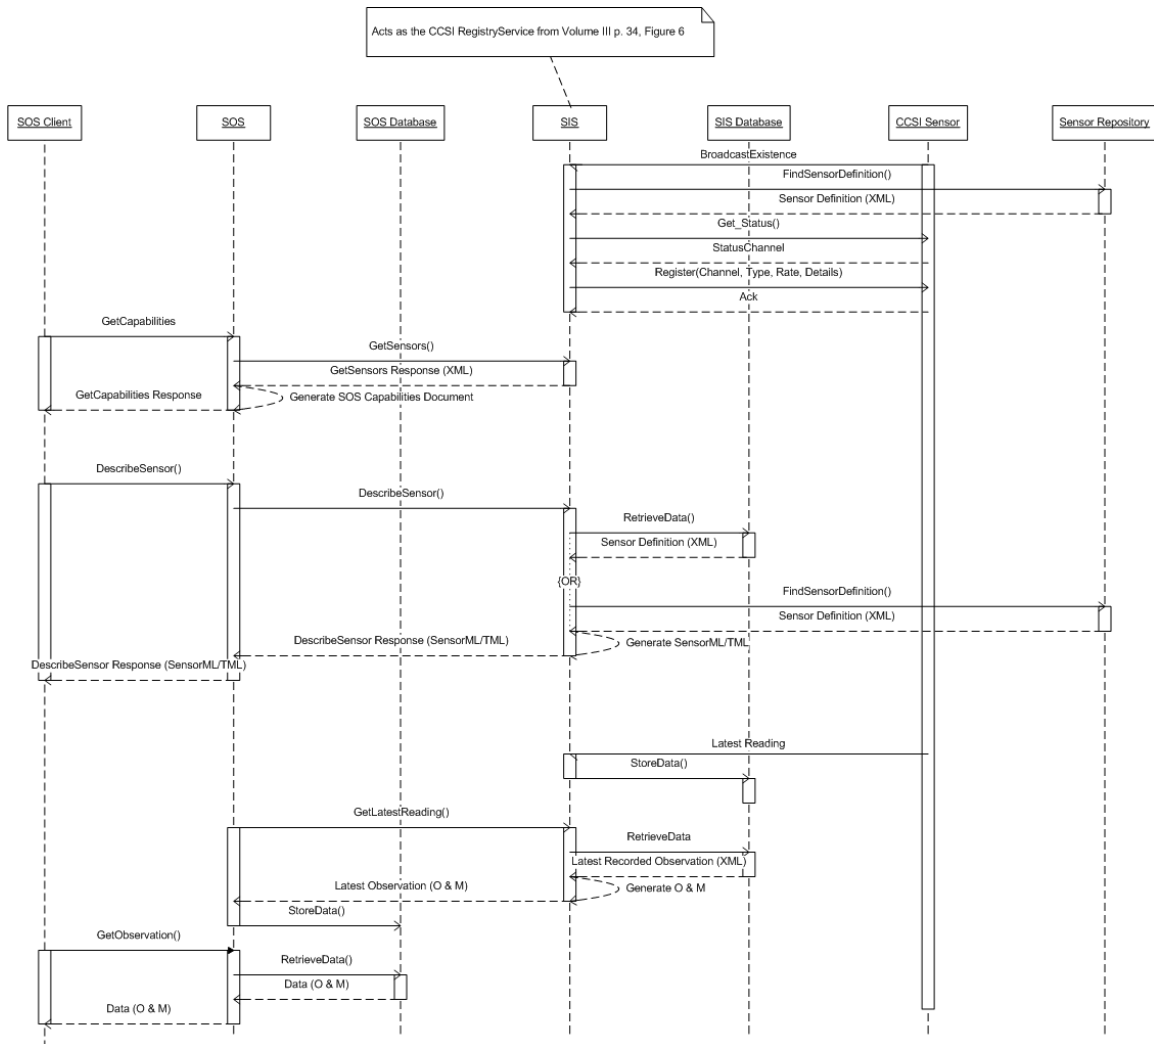 Acts as the CCSI RegistryService from Volume III p. 34, Figure 6
SOS Client
SOS
SOS Database
SIS
SIS Database
CCSI Sensor
Sensor Repository
BroadcastExistence
FindSensorDefinition()
Sensor Definition (XML)
Get_Status()
StatusChannel
Register(Channel, Type, Rate, Details)
Ack
GetCapabilities
GetSensors()
GetSensors Response (XML)
GetCapabilities Response
Generate SOS Capabilities Document
DescribeSensor()
DescribeSensor()
RetrieveData()
Sensor Definition (XML)
{OR}
FindSensorDefinition()
Sensor Definition (XML)
DescribeSensor Response (SensorML/TML)
Generate SensorML/TML
DescribeSensor Response (SensorML/TML)
Latest Reading
StoreData()
GetLatestReading()
RetrieveData
Latest Recorded Observation (XML)
Latest Observation (O & M)
Generate O & M
StoreData()
GetObservation()
RetrieveData()
Data (O & M)
Data (O & M)